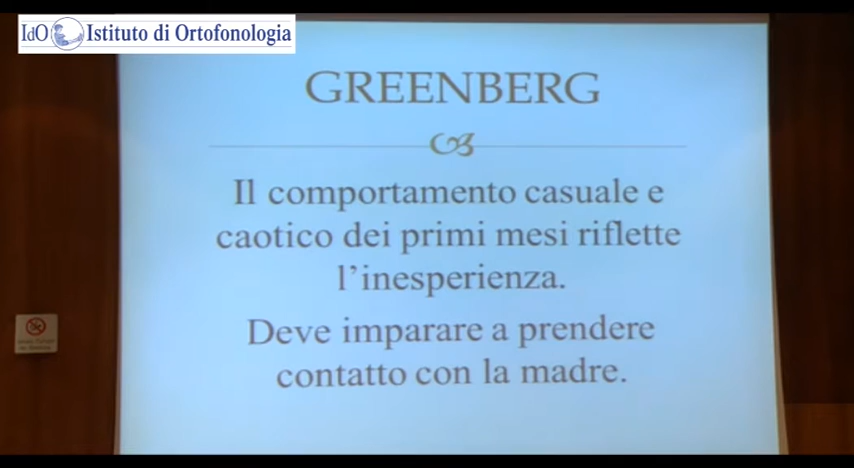 IdO Istituto di Ortofonologia
GREENBERG
Il comportamento casuale e
caotico dei primi mesi riflette
l’inesperienza.
Deve imparare a prendere
contatto con la madre.